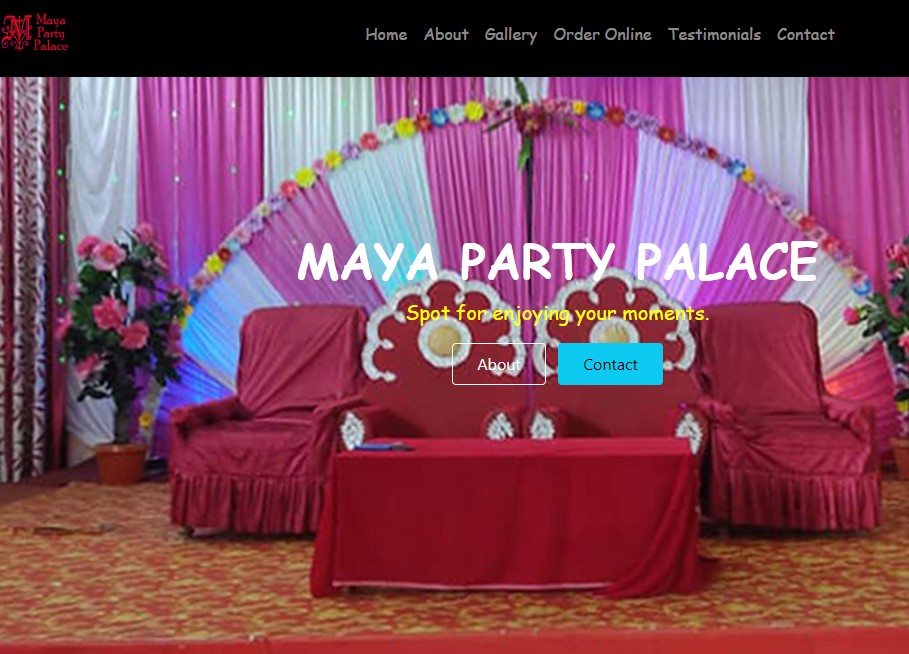 Maya
Party
Palace
Home About Gallery Order Online Testimonials Contact
MAYA PARTY PALACE
Spot for enjoying your moments.
About Contact